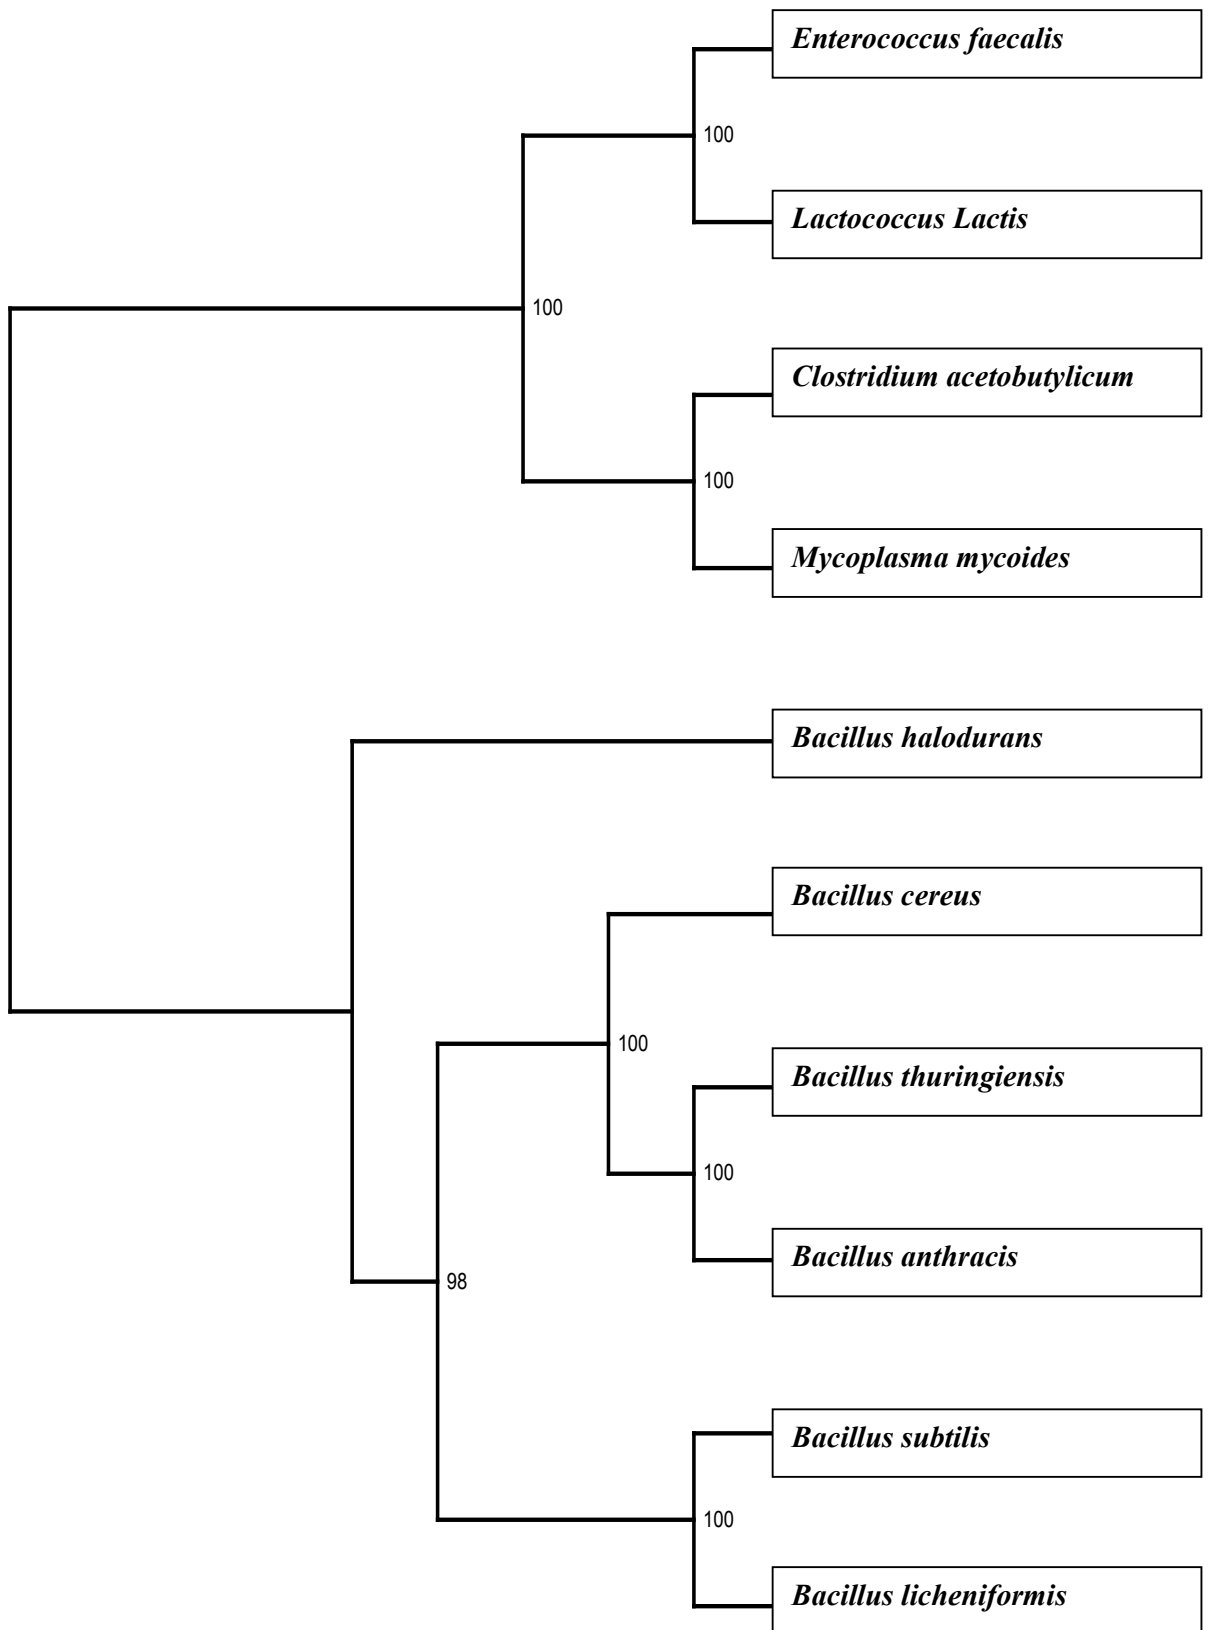 Enterococcus faecalis
100
Lactococcus Lactis
100
Clostridium acetobutylicum
100
Mycoplasma mycoides
Bacillus halodurans
Bacillus cereus
100
Bacillus thuringiensis
100
Bacillus anthracis
98
Bacillus subtilis
100
Bacillus licheniformis